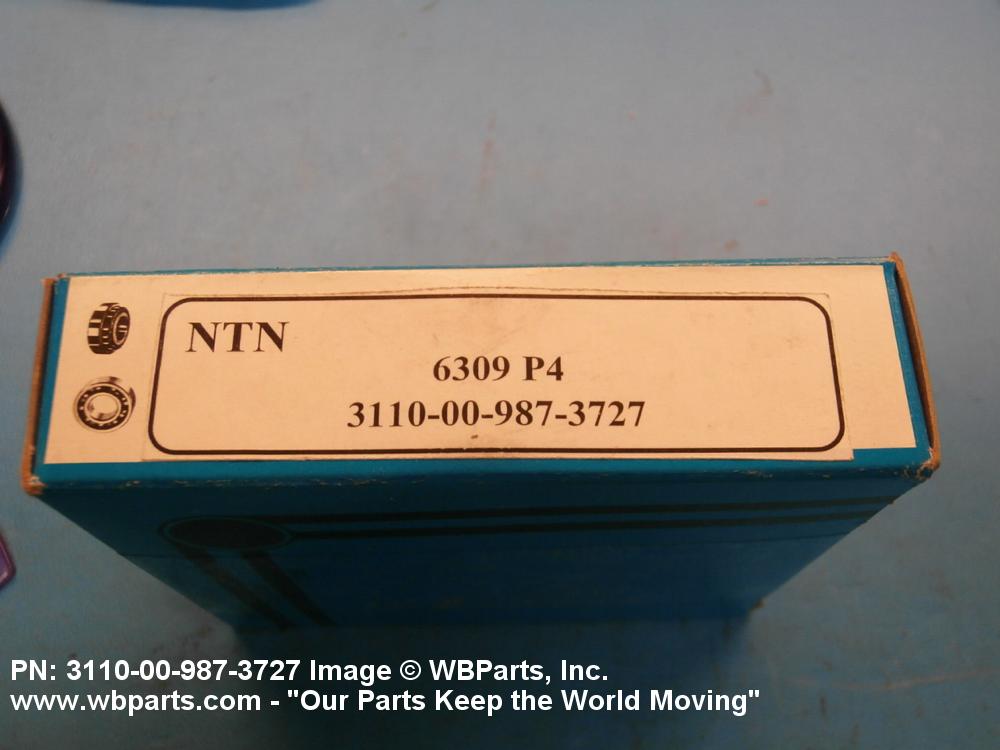 NTN
6309 P4
3110-00-987-3727
PN: 3110-00-987-3727 Image © WBParts, Inc.
www.wbparts.com - "Our Parts Keep the World Moving"